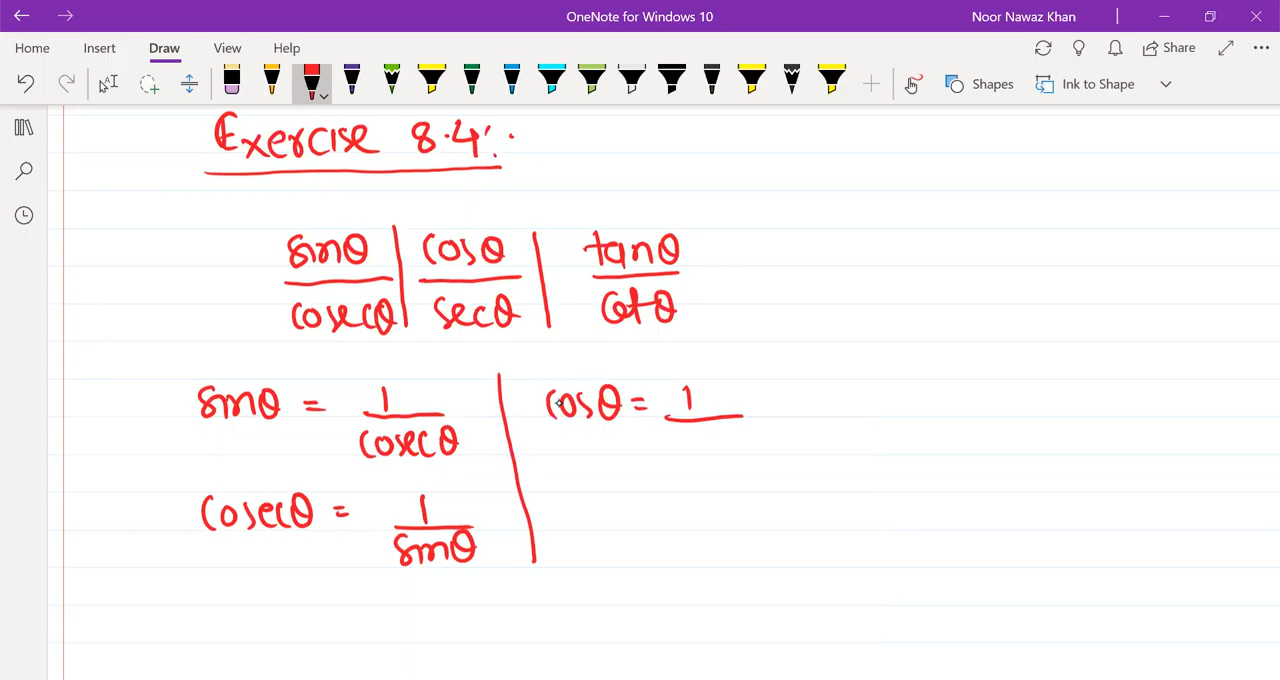 OneNote for Windows 10
Noor Nawaz Khan
Home Insert Draw View Help
Share
Shapes
Ink to Shape
Exercise 8.4:
sinθ/cosecθ | cosθ/secθ | tanθ/cotθ
sinθ = 1/cosecθ | cosθ = 1/
cosecθ = 1/sinθ